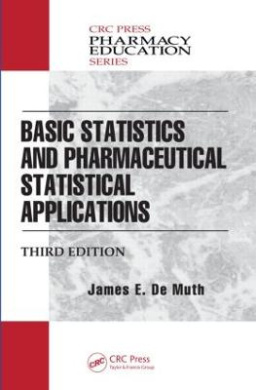 CRC PRESS
PHARMACY
EDUCATION
SERIES
BASIC STATISTICS
AND PHARMACEUTICAL
STATISTICAL
APPLICATIONS
THIRD EDITION
James E. De Muth
CRC Press
Taylor & Francis Group